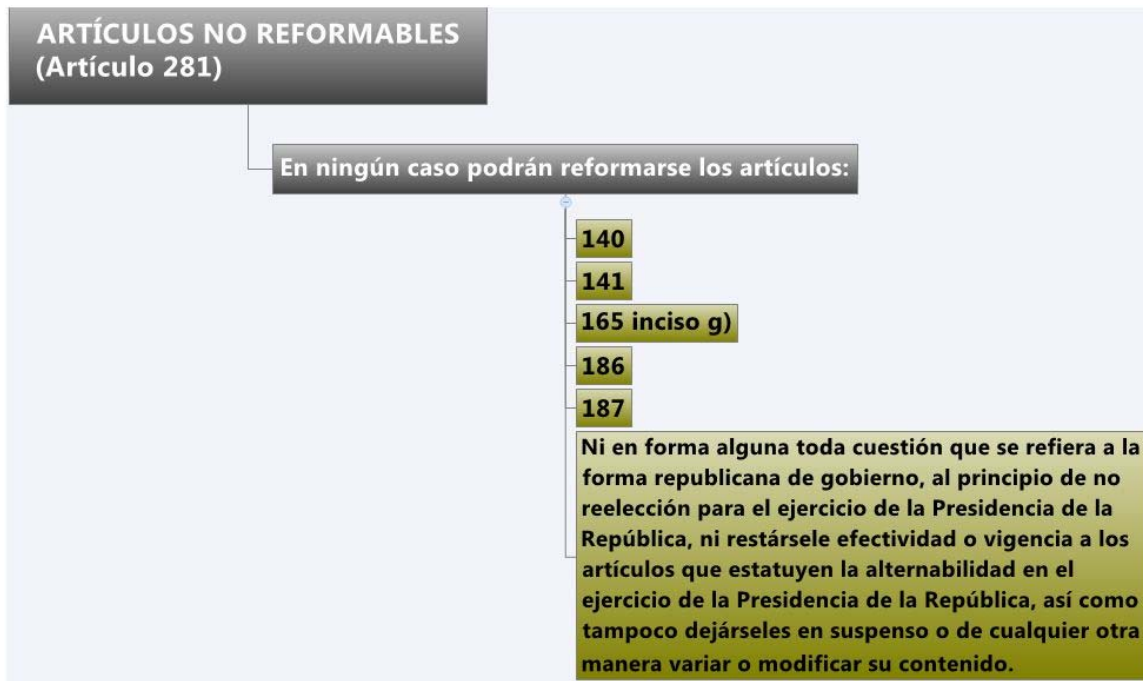 ARTÍCULOS NO REFORMABLES
(Artículo 281)
En ningún caso podrán reformarse los artículos:
140
141
165 inciso g)
186
187
Ni en forma alguna toda cuestión que se refiera a la
forma republicana de gobierno, al principio de no
reelección para el ejercicio de la Presidencia de la
República, ni restársele efectividad o vigencia a los
artículos que estatuyen la alternabilidad en el
ejercicio de la Presidencia de la República, así como
tampoco dejárseles en suspenso o de cualquier otra
manera variar o modificar su contenido.